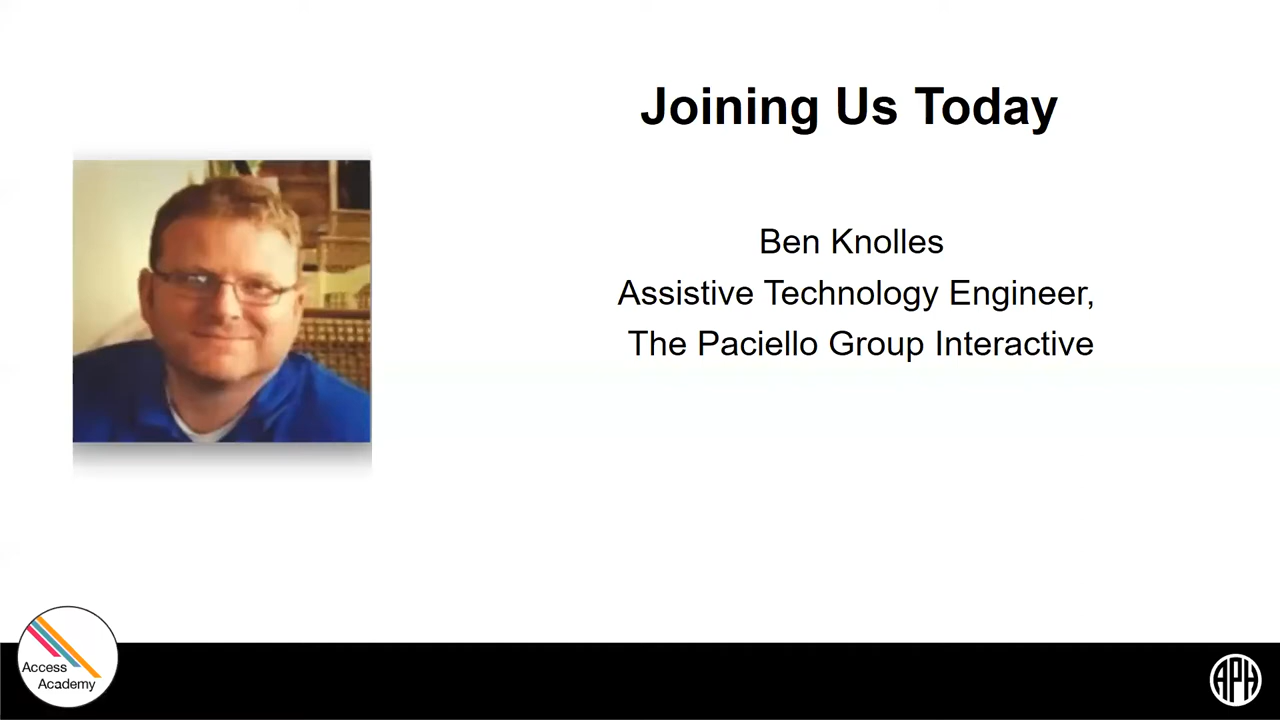 Joining Us Today
Ben Knolles
Assistive Technology Engineer,
The Paciello Group Interactive
Access
Academy
APH